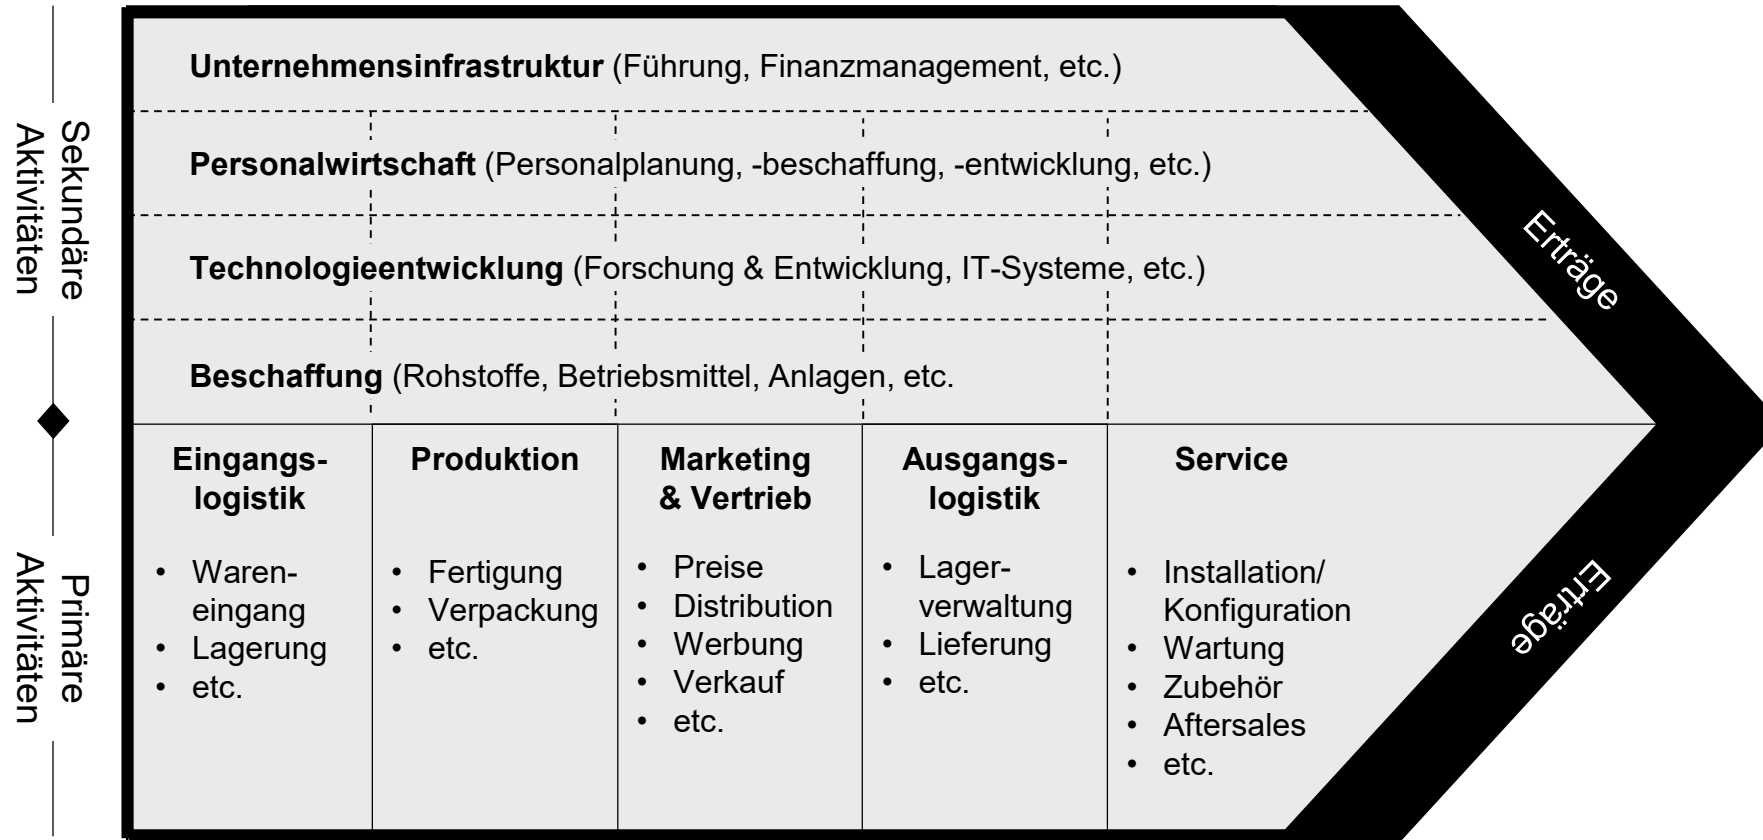 Sekundäre
Aktivitäten
Unternehmensinfrastruktur (Führung, Finanzmanagement, etc.)
Personalwirtschaft (Personalplanung, -beschaffung, -entwicklung, etc.)
Technologieentwicklung (Forschung & Entwicklung, IT-Systeme, etc.)
Beschaffung (Rohstoffe, Betriebsmittel, Anlagen, etc.
Erträge
Primäre
Aktivitäten
Eingangs-
logistik
• Waren-
eingang
• Lagerung
• etc.
Produktion
• Fertigung
• Verpackung
• etc.
Marketing
& Vertrieb
• Preise
• Distribution
• Werbung
• Verkauf
• etc.
Ausgangs-
logistik
• Lager-
verwaltung
• Lieferung
• etc.
Service
• Installation/
Konfiguration
• Wartung
• Zubehör
• Aftersales
• etc.
Erträge